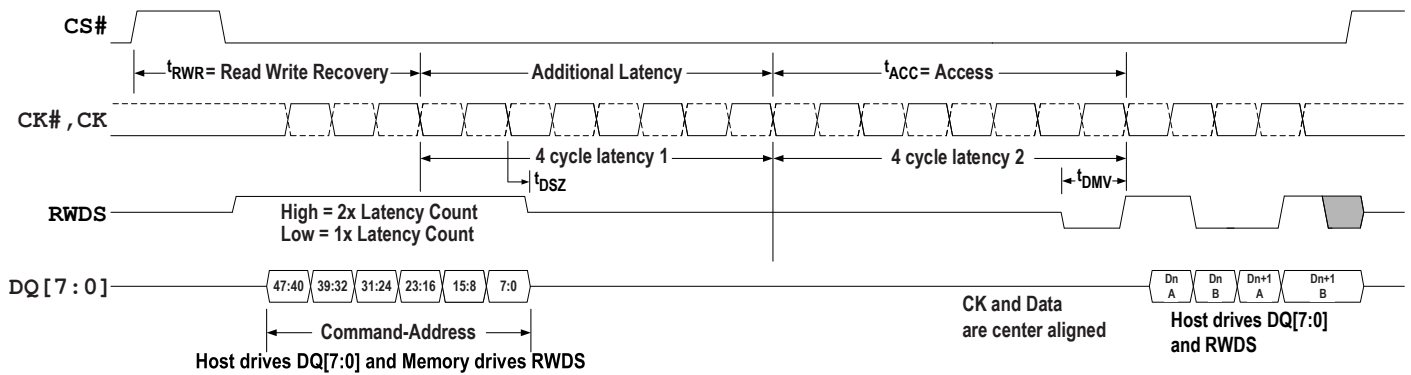 CS#
tRWR= Read Write Recovery
Additional Latency
tACC= Access
CK#,CK
4 cycle latency 1
4 cycle latency 2
tDSZ
tDMV
RWDS
High = 2x Latency Count
Low = 1x Latency Count
DQ[7:0]
47:40 39:32 31:24 23:16 15:8 7:0
Dn A
Dn B
Dn+1 A
Dn+1 B
CK and Data
are center aligned
Command-Address
Host drives DQ[7:0] and Memory drives RWDS
Host drives DQ[7:0]
and RWDS